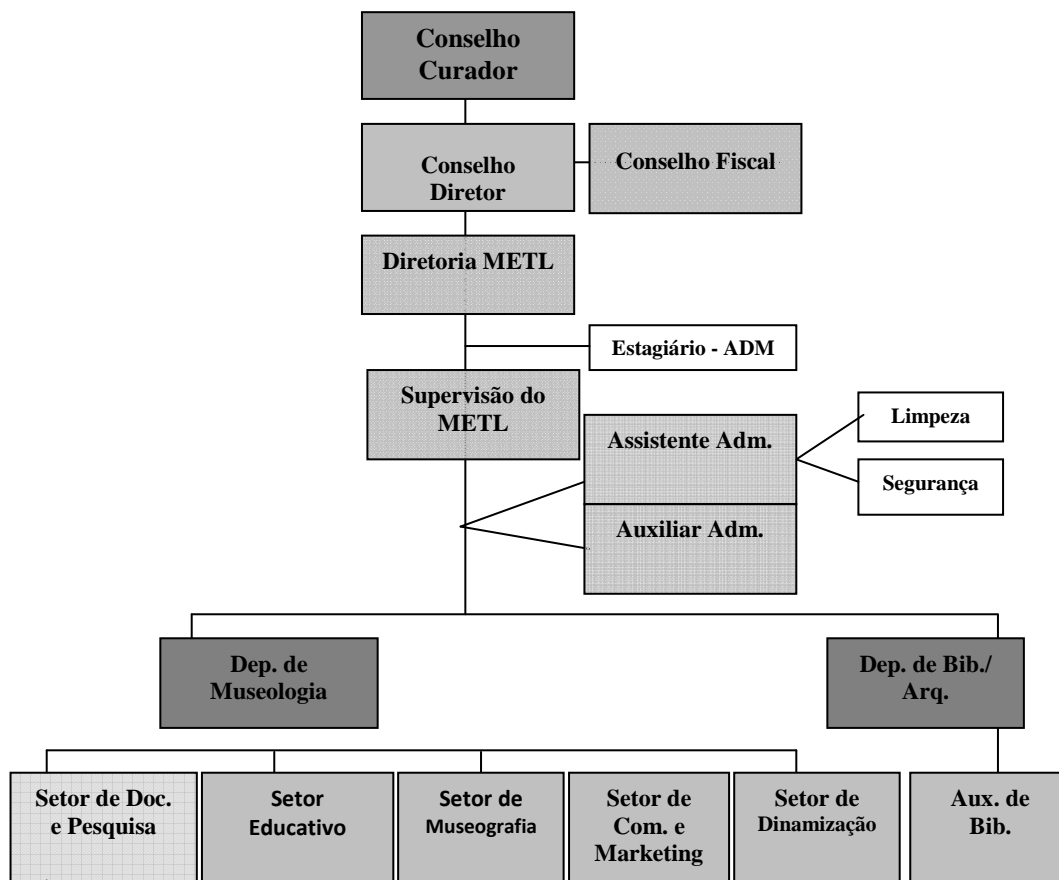 Conselho
Curador
Conselho
Diretor
Conselho Fiscal
Diretoria METL
Estagiário - ADM
Supervisão do
METL
Assistente Adm.
Limpeza
Segurança
Auxiliar Adm.
Dep. de
Museologia
Dep. de Bib./
Arq.
Setor de Doc.
e Pesquisa
Setor
Educativo
Setor de
Museografia
Setor de
Com. e
Marketing
Setor de
Dinamização
Aux. de
Bib.